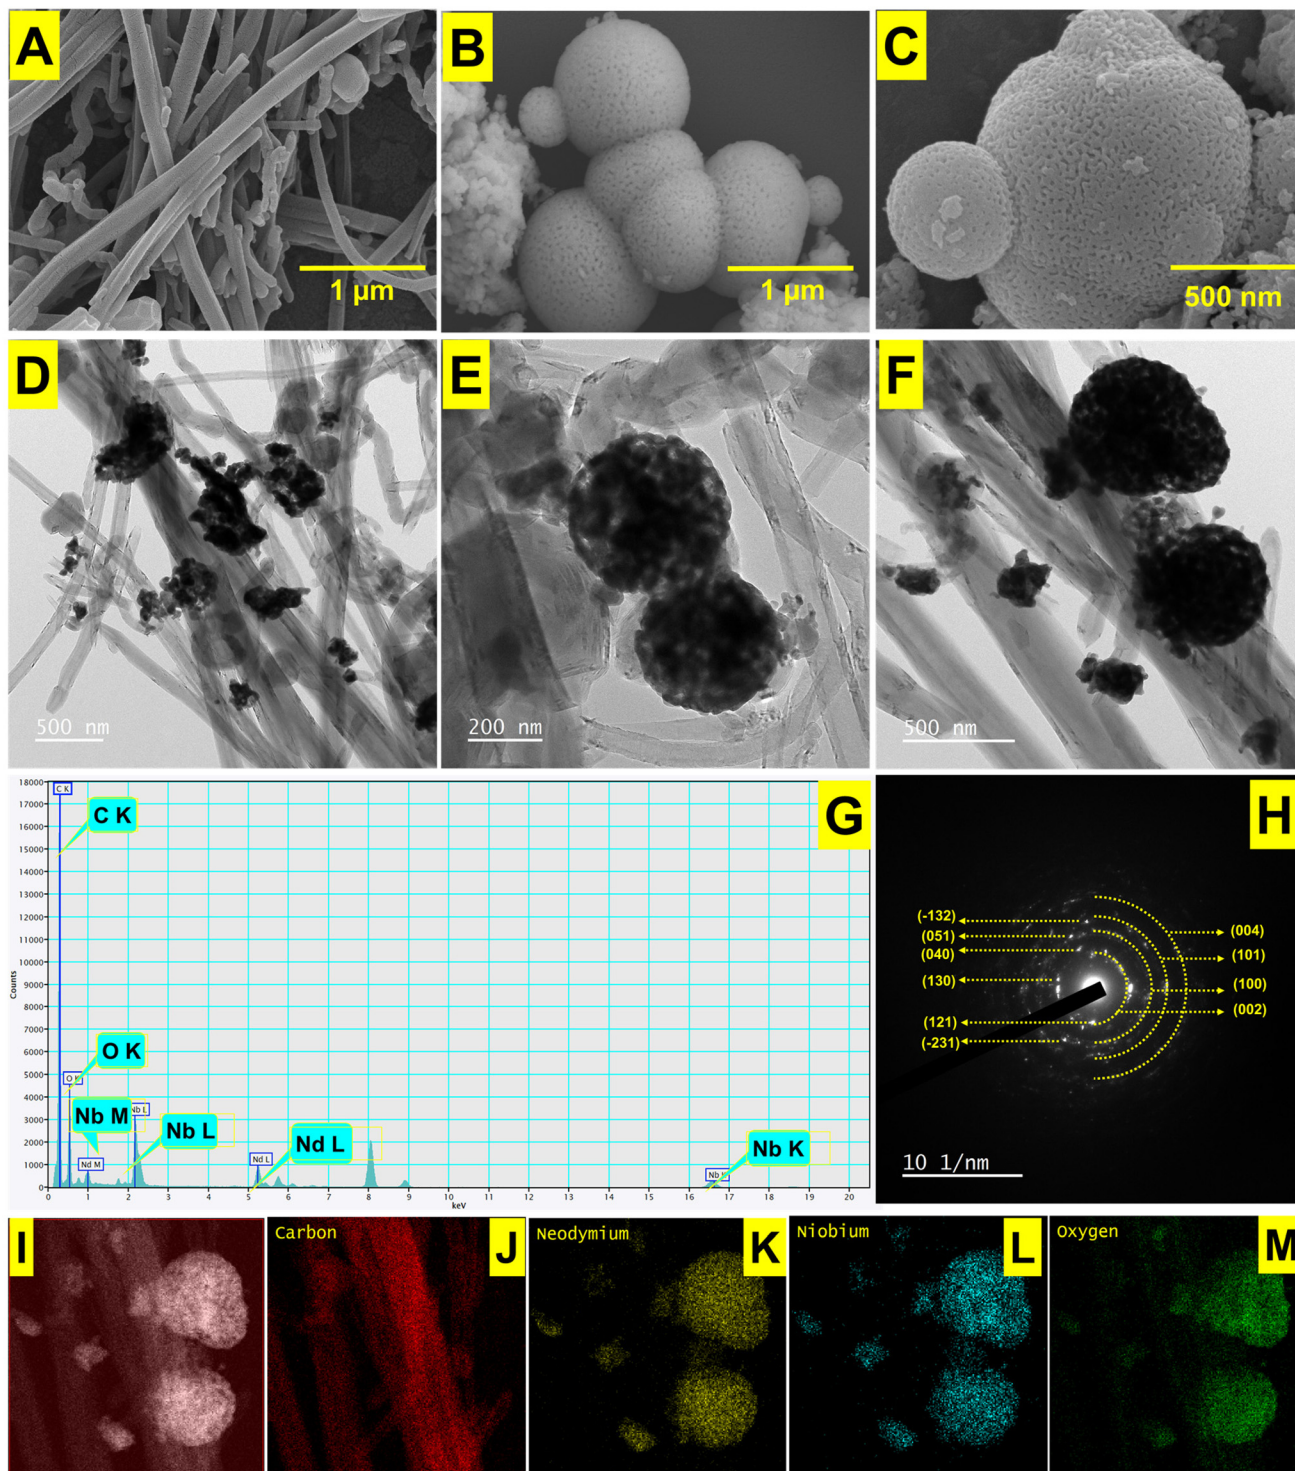 A
1 µm
B
1 µm
C
500 nm
D
500 nm
E
200 nm
F
500 nm
G
18000
17000
16000
15000
14000
13000
12000
11000
10000
9000
8000
7000
6000
5000
4000
3000
2000
1000
0
Counts
C K
C K
O K
Nb M
Nd M
Nb L
Nb L
Nd L
Nd L
Nb K
0 1 2 3 4 5 6 7 8 9 10 11 12 13 14 15 16 17 18 19 20
keV
H
(-132)
(051)
(040)
(130)
(121)
(-231)
(004)
(101)
(100)
(002)
10 1/nm
I
Carbon
J
Neodymium
K
Niobium
L
Oxygen
M